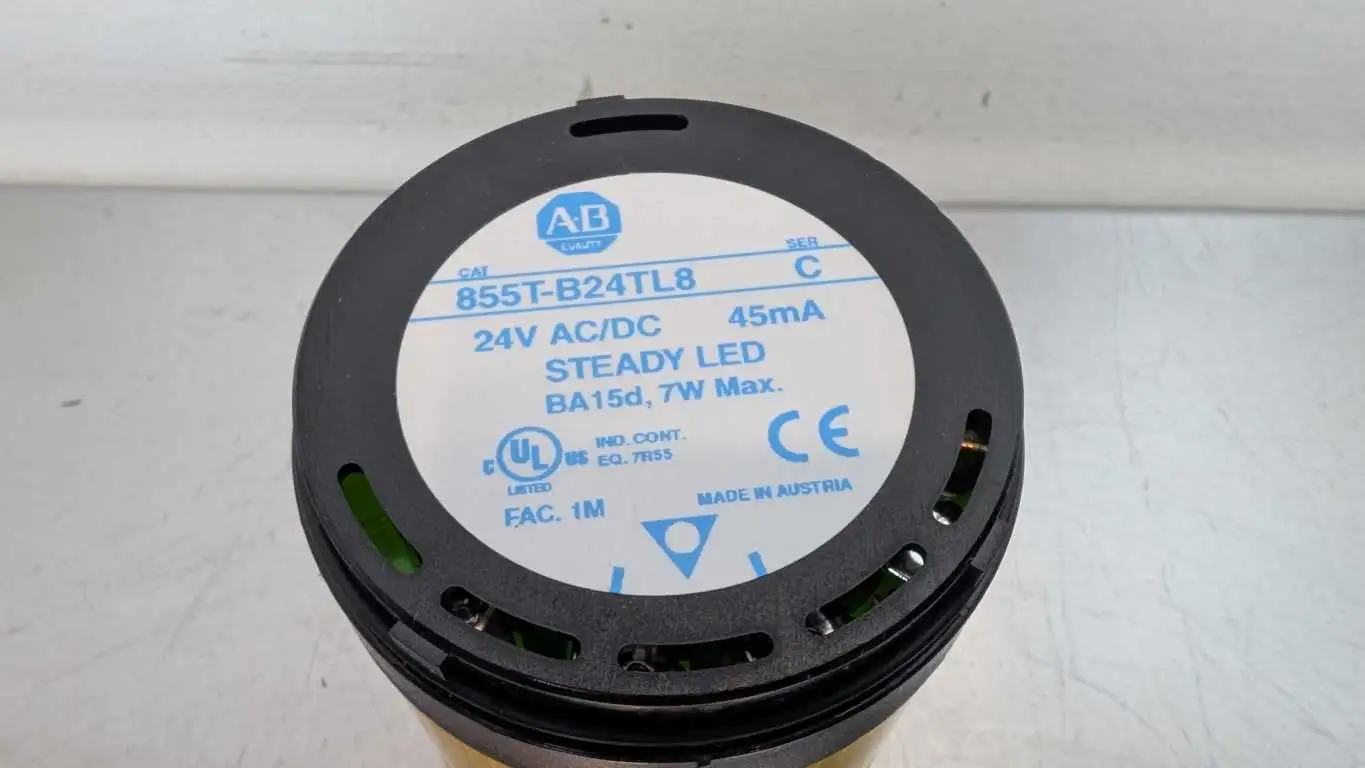 A·B
QUALITY
CAT
SER
855T-B24TL8
C
24V AC/DC
45mA
STEADY LED
BA15d, 7W Max.
C UL US
LISTED
IND. CONT.
EQ. 7R55
CE
FAC. 1M
MADE IN AUSTRIA